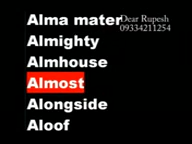 Alma mater
Dear Rupesh
09334211254
Almighty
Almhouse
Almost
Alongside
Aloof